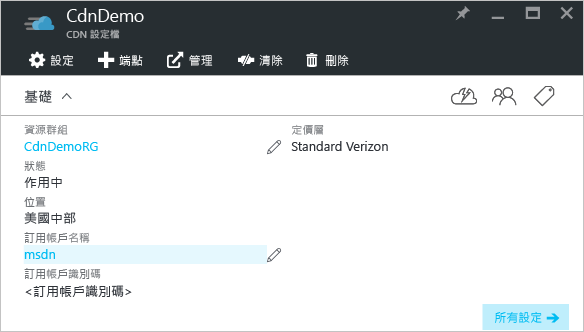 CdnDemo
CDN 設定檔
設定 端點 管理 清除 刪除
基礎
資源群組
CdnDemoRG
狀態
作用中
位置
美國中部
訂用帳戶名稱
msdn
訂用帳戶識別碼
<訂用帳戶識別碼>
定價層
Standard Verizon
所有設定